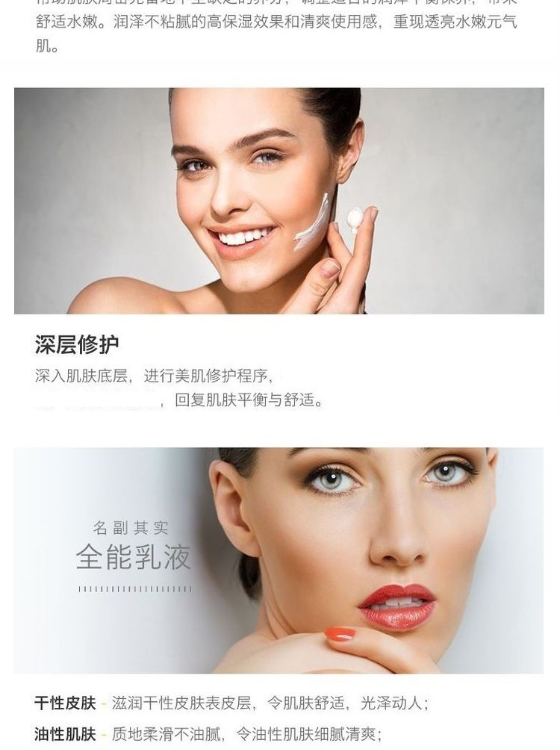 舒适水嫩。润泽不粘腻的高保湿效果和清爽使用感，重现透亮水嫩元气
肌。
深层修护
深入肌肤底层，进行美肌修护程序，
，回复肌肤平衡与舒适。
名副其实
全能乳液
干性皮肤 - 滋润干性皮肤表皮层，令肌肤舒适，光泽动人；
油性肌肤 - 质地柔滑不油腻，令油性肌肤细腻清爽；